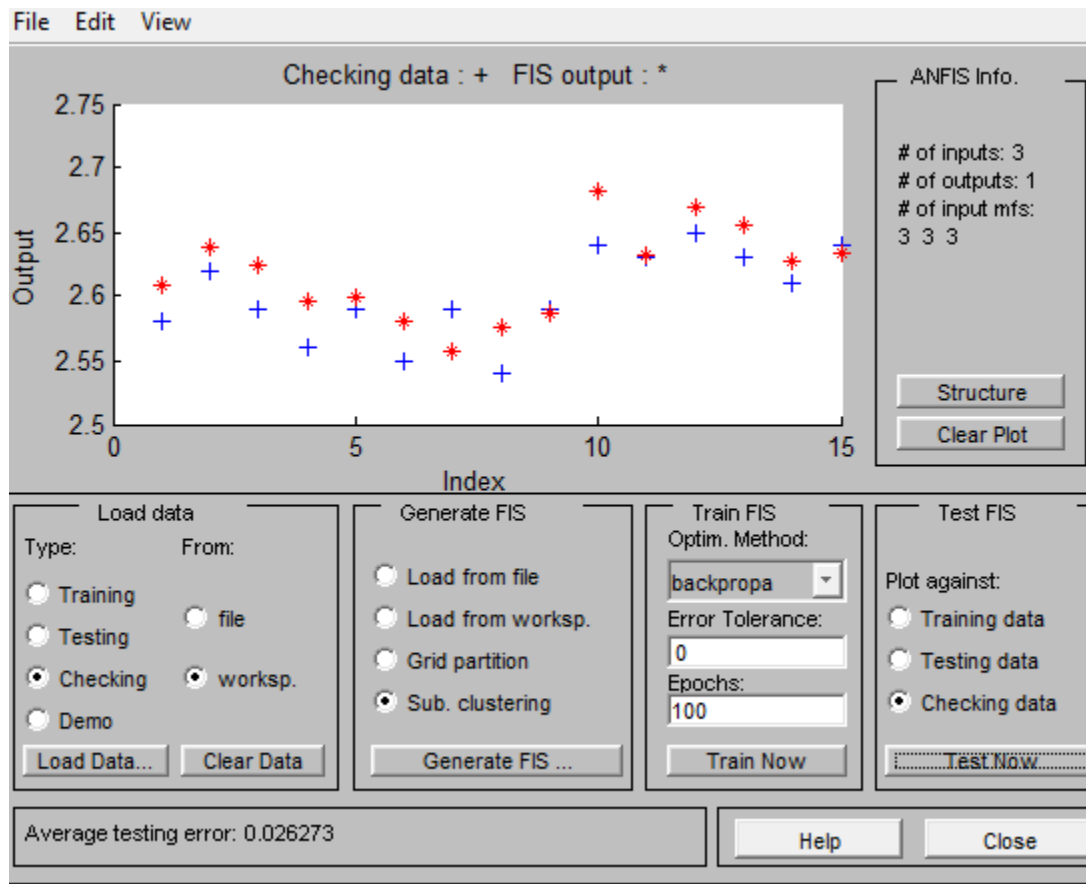 File Edit View
Checking data : + FIS output : *
2.75
2.7
2.65
2.6
2.55
2.5
Output
0 5 10 15
Index
ANFIS Info.
# of inputs: 3
# of outputs: 1
# of input mfs:
3 3 3
Structure
Clear Plot
Load data
Type: From:
Training
Testing
Checking
Demo
file
worksp.
Load Data... Clear Data
Generate FIS
Load from file
Load from worksp.
Grid partition
Sub. clustering
Generate FIS ...
Train FIS
Optim. Method:
backpropa
Error Tolerance:
0
Epochs:
100
Train Now
Test FIS
Plot against:
Training data
Testing data
Checking data
Test Now
Average testing error: 0.026273
Help Close